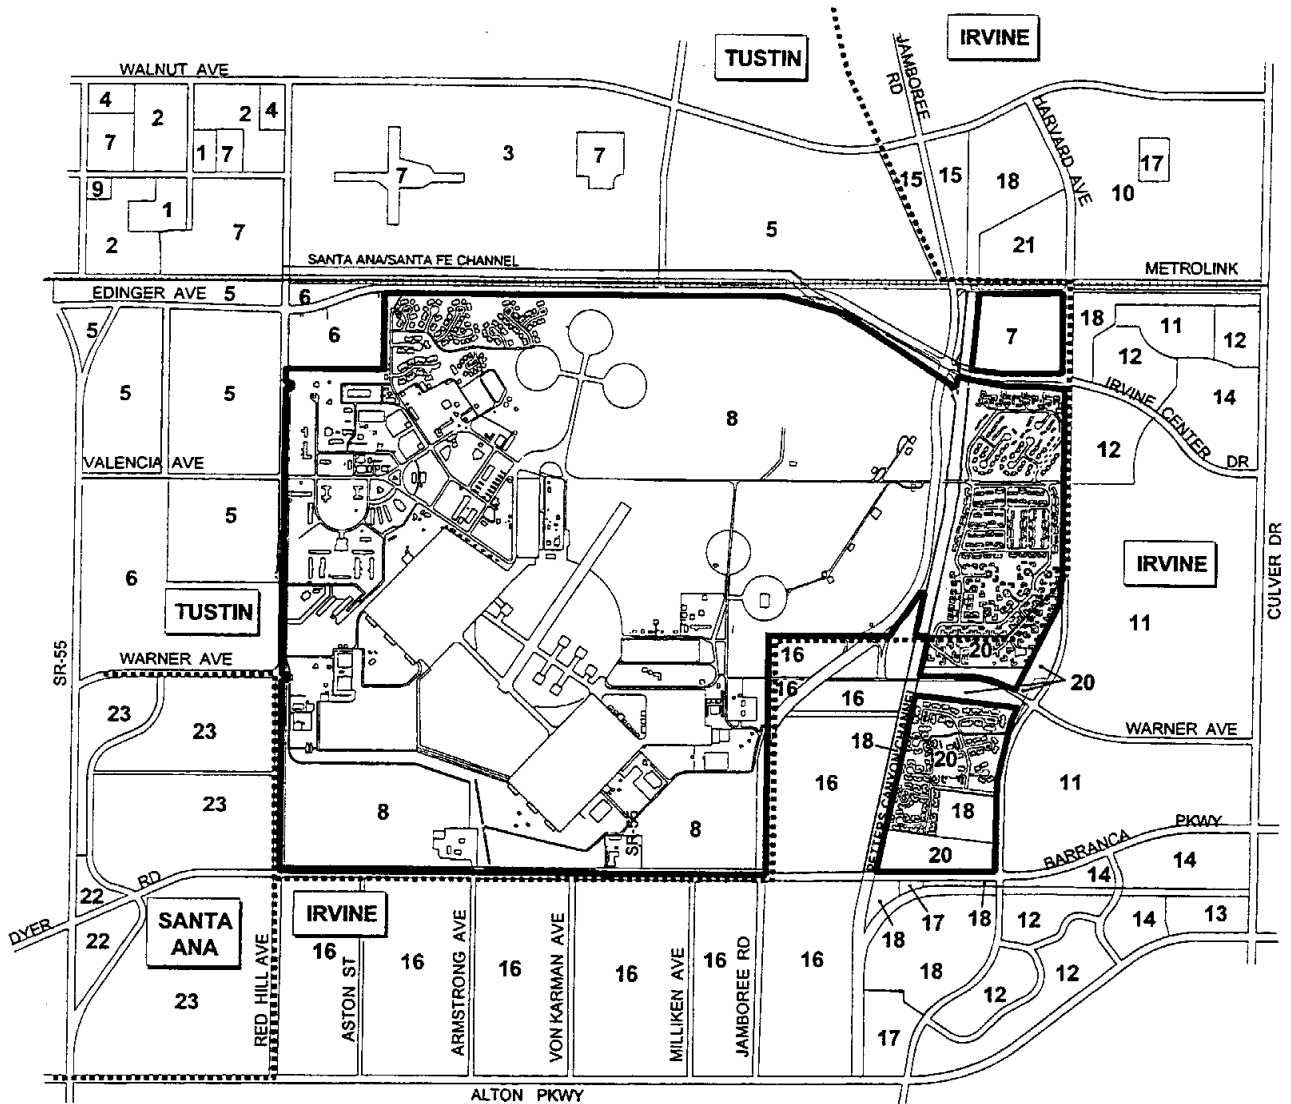 IRVINE
TUSTIN
JAMBOREE
RD
WALNUT AVE
4
2
2
4
7
1
7
3
7
7
HARVARD AVE
15
15
18
17
10
9
1
2
7
5
21
SANTA ANA/SANTA FE CHANNEL
METROLINK
EDINGER AVE
5
6
5
6
7
18
11
12
12
14
IRVINE CENTER
DR
5
5
8
12
VALENCIA AVE
5
6
IRVINE
CULVER DR
TUSTIN
11
SR-55
WARNER AVE
16
20
16
16
20
23
23
PETTERS CANYON CHANNEL
18
20
WARNER AVE
23
16
11
8
8
SR-55
18
20
BARRANCA
PKWY
14
14
DYER
RD
22
22
SANTA
ANA
IRVINE
17
18
18
12
14
13
RED HILL AVE
16
ASTON ST
16
ARMSTRONG AVE
16
VON KARMAN AVE
16
MILLIKEN AVE
16
JAMBOREE RD
16
18
12
12
23
17
ALTON PKWY